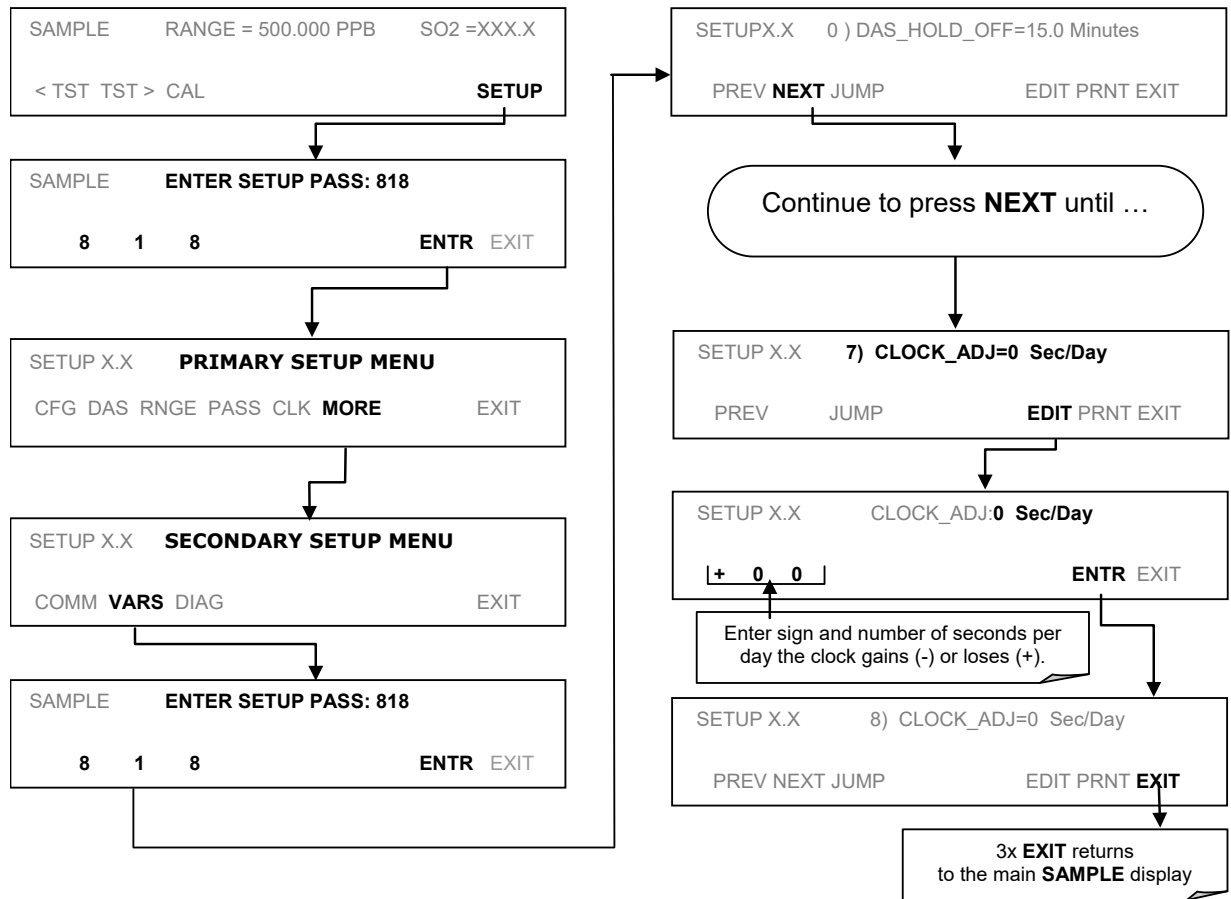 SAMPLE RANGE = 500.000 PPB SO2 =XXX.X
< TST TST > CAL SETUP
SAMPLE ENTER SETUP PASS: 818
8 1 8 ENTR EXIT
SETUP X.X PRIMARY SETUP MENU
CFG DAS RNGE PASS CLK MORE EXIT
SETUP X.X SECONDARY SETUP MENU
COMM VARS DIAG EXIT
SAMPLE ENTER SETUP PASS: 818
8 1 8 ENTR EXIT
SETUPX.X 0 ) DAS_HOLD_OFF=15.0 Minutes
PREV NEXT JUMP EDIT PRNT EXIT
Continue to press NEXT until …
SETUP X.X 7) CLOCK_ADJ=0 Sec/Day
PREV JUMP EDIT PRNT EXIT
SETUP X.X CLOCK_ADJ:0 Sec/Day
+ 0 0 ENTR EXIT
Enter sign and number of seconds per
day the clock gains (-) or loses (+).
SETUP X.X 8) CLOCK_ADJ=0 Sec/Day
PREV NEXT JUMP EDIT PRNT EXIT
3x EXIT returns
to the main SAMPLE display